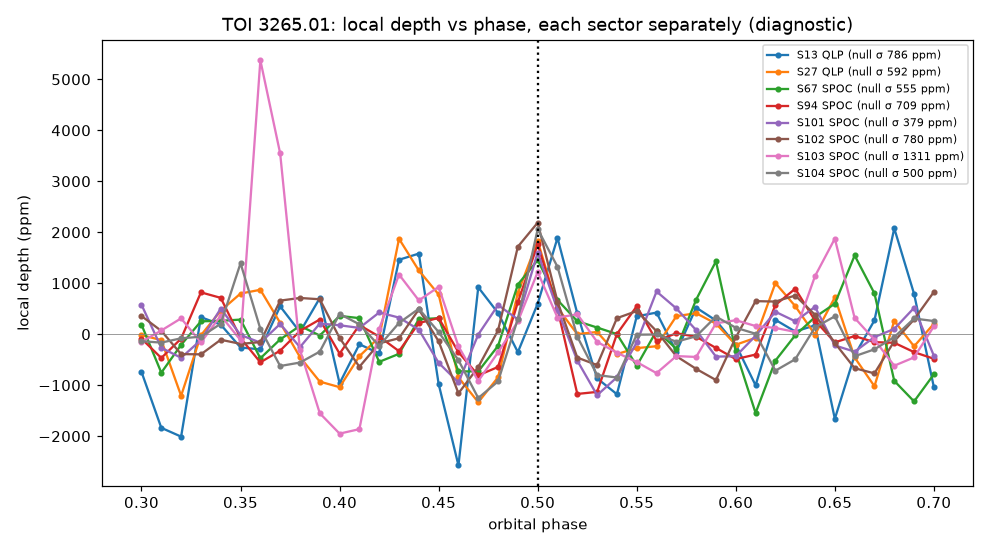 TOI 3265.01: local depth vs phase, each sector separately (diagnostic)
S13 QLP (null σ 786 ppm)
S27 QLP (null σ 592 ppm)
S67 SPOC (null σ 555 ppm)
S94 SPOC (null σ 709 ppm)
S101 SPOC (null σ 379 ppm)
S102 SPOC (null σ 780 ppm)
S103 SPOC (null σ 1311 ppm)
S104 SPOC (null σ 500 ppm)
local depth (ppm)
5000
4000
3000
2000
1000
0
−1000
−2000
0.30
0.35
0.40
0.45
0.50
0.55
0.60
0.65
0.70
orbital phase